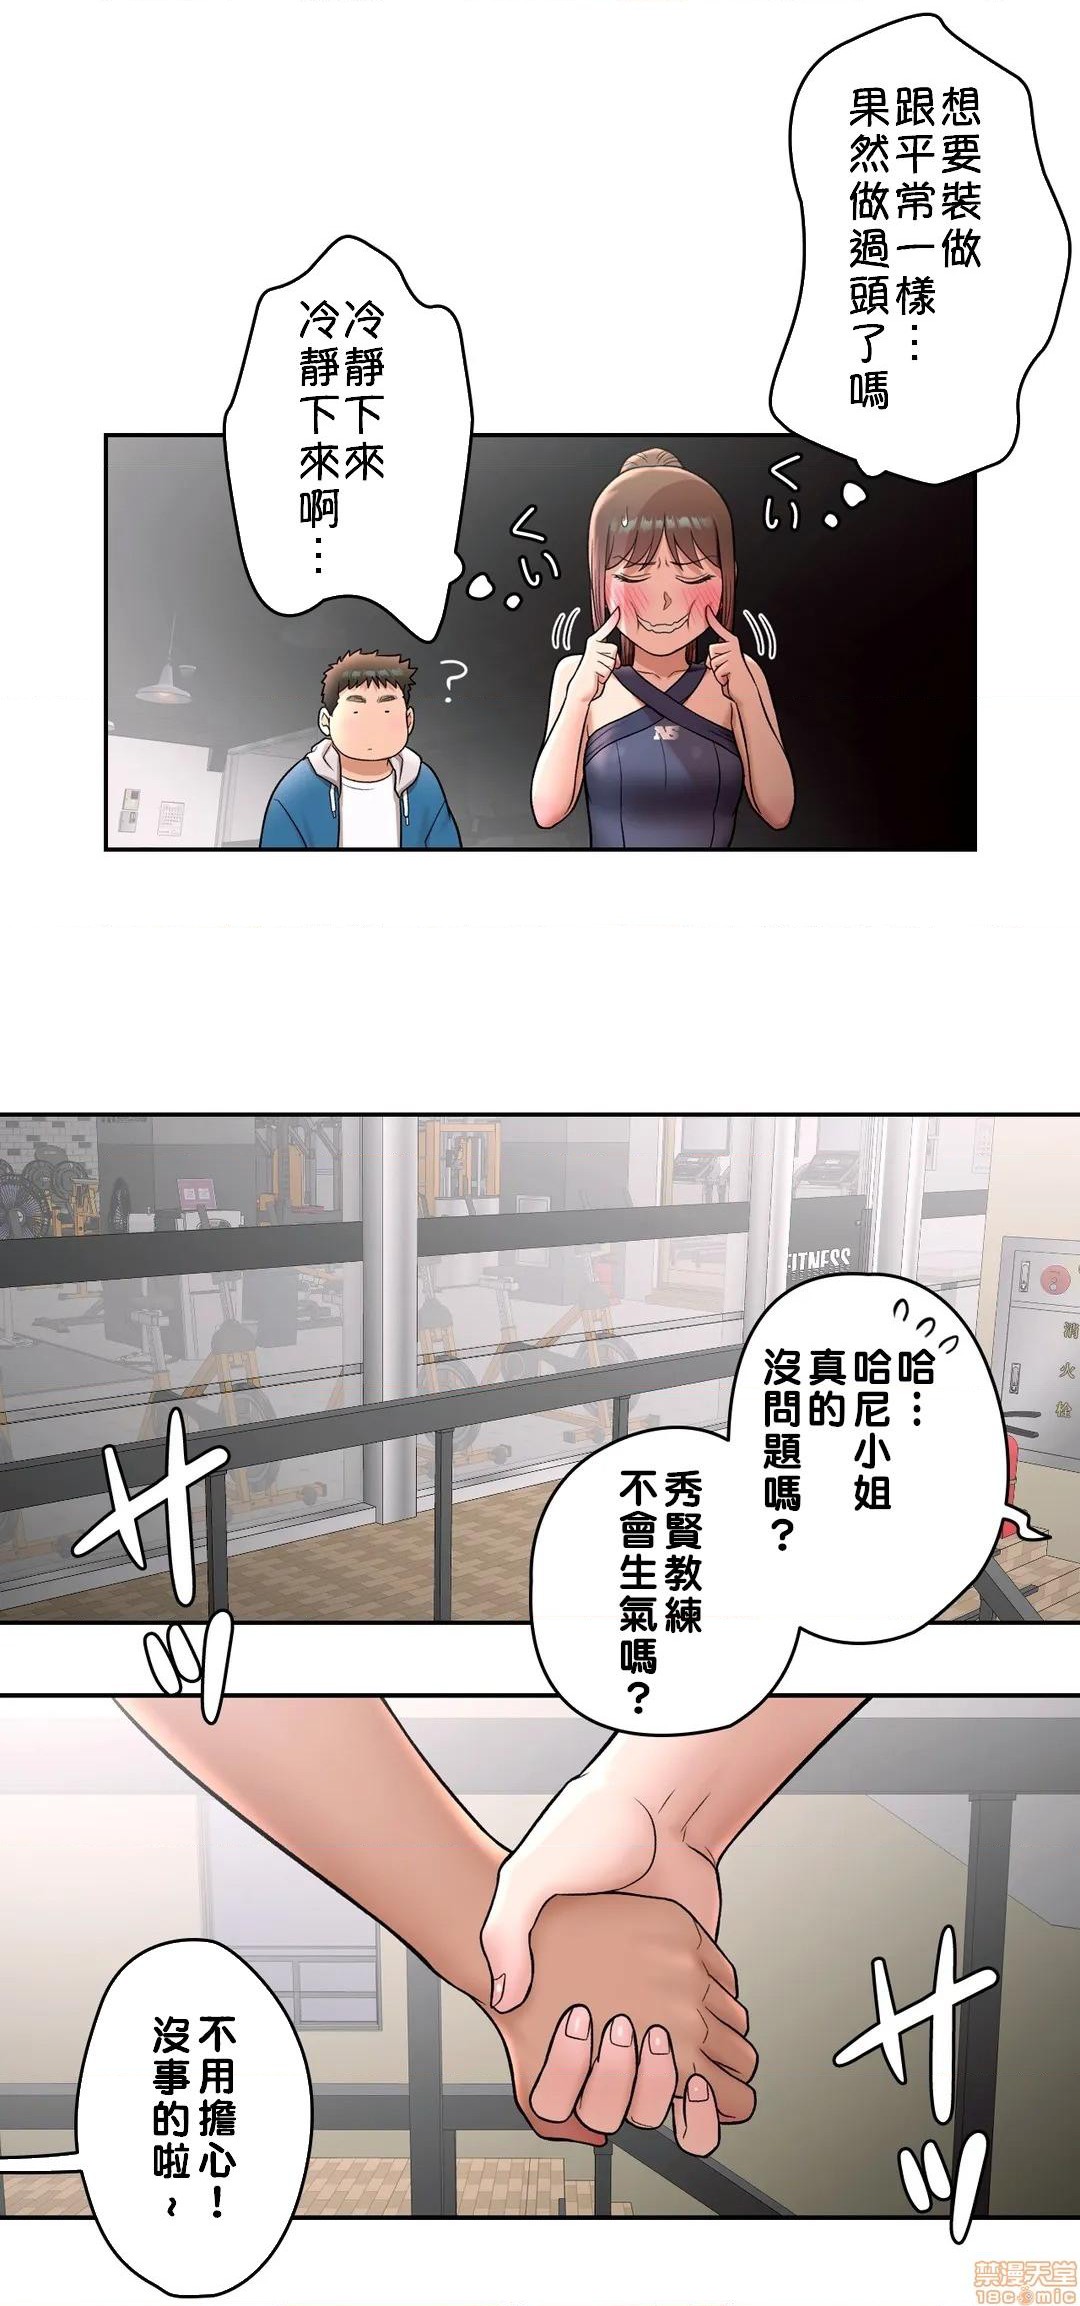 想要裝做
跟平常一樣…
果然做過頭了嗎
冷靜下來
冷靜下來啊…
くい
くい
?
NS
FITNESS
消
火
栓
哈…
哈尼小姐
真的
沒問題嗎？
秀賢教練
不會生氣嗎？
不用擔心！
沒事的啦~
禁漫天堂
18comic